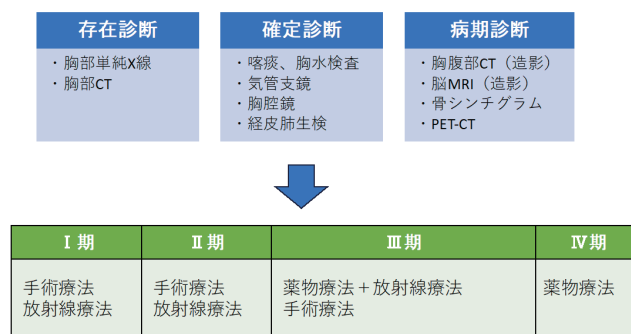 存在診断
・胸部単純X線
・胸部CT
確定診断
・喀痰、胸水検査
・気管支鏡
・胸腔鏡
・経皮肺生検
病期診断
・胸腹部CT（造影）
・脳MRI（造影）
・骨シンチグラム
・PET-CT
Ⅰ期
Ⅱ期
Ⅲ期
Ⅳ期
手術療法
放射線療法
手術療法
放射線療法
薬物療法＋放射線療法
手術療法
薬物療法